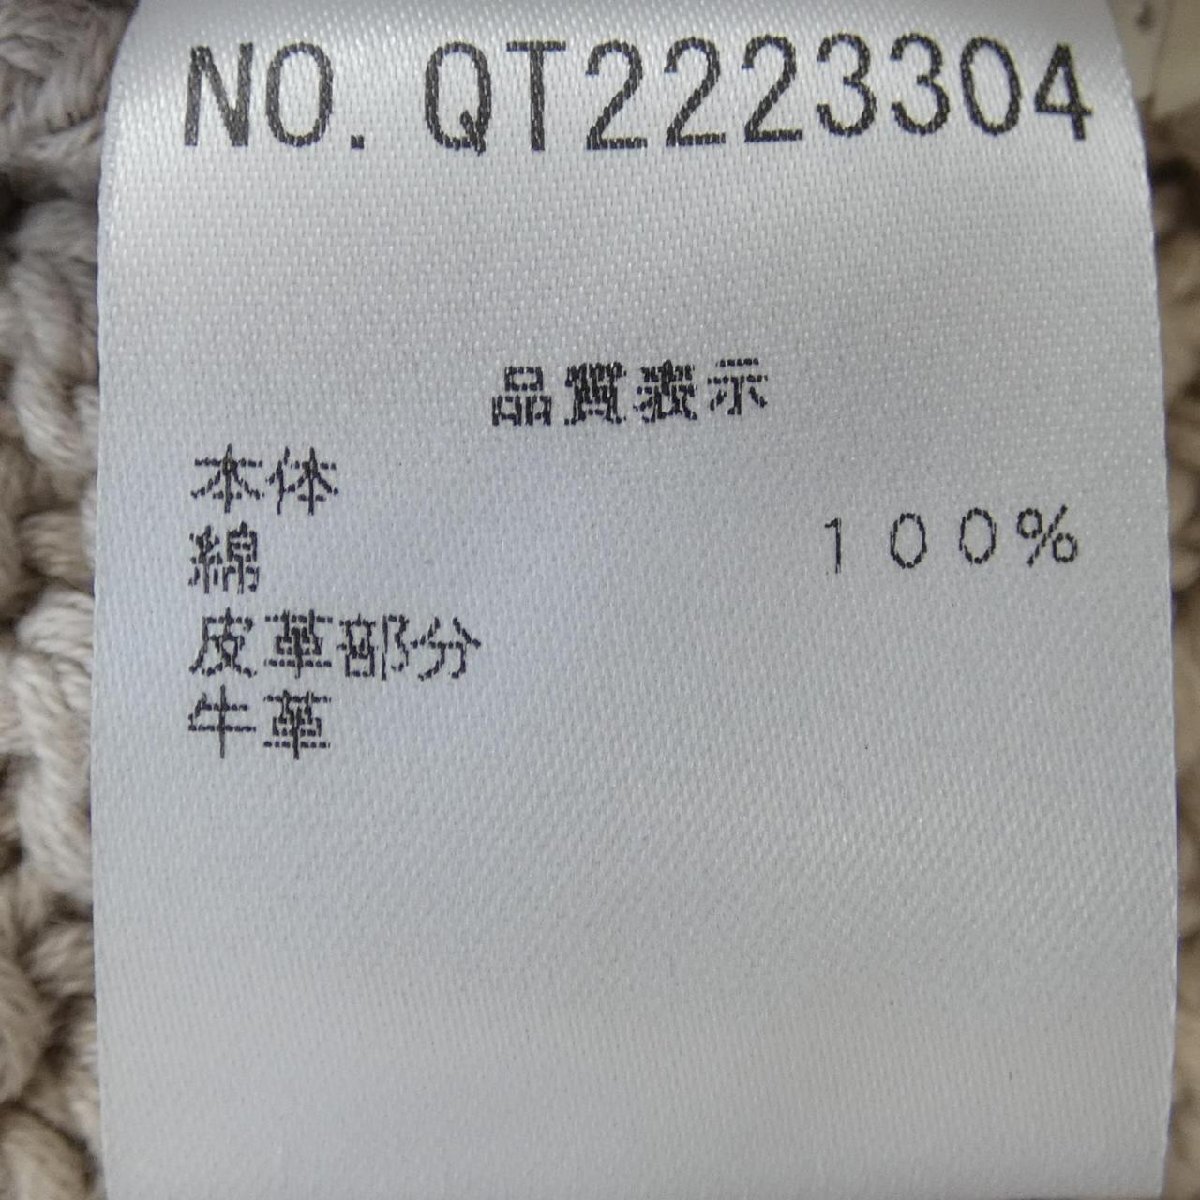 NO. QT2223304
品質表示
本体
綿 100%
皮革部分
牛革